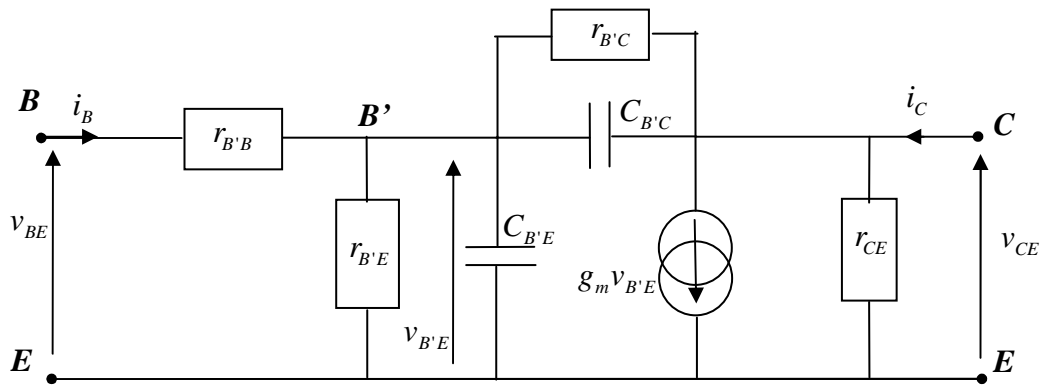 r_{B'C}
B
i_B
r_{B'B}
B'
C_{B'C}
i_C
C
v_{BE}
r_{B'E}
C_{B'E}
v_{B'E}
g_m v_{B'E}
r_{CE}
v_{CE}
E
E